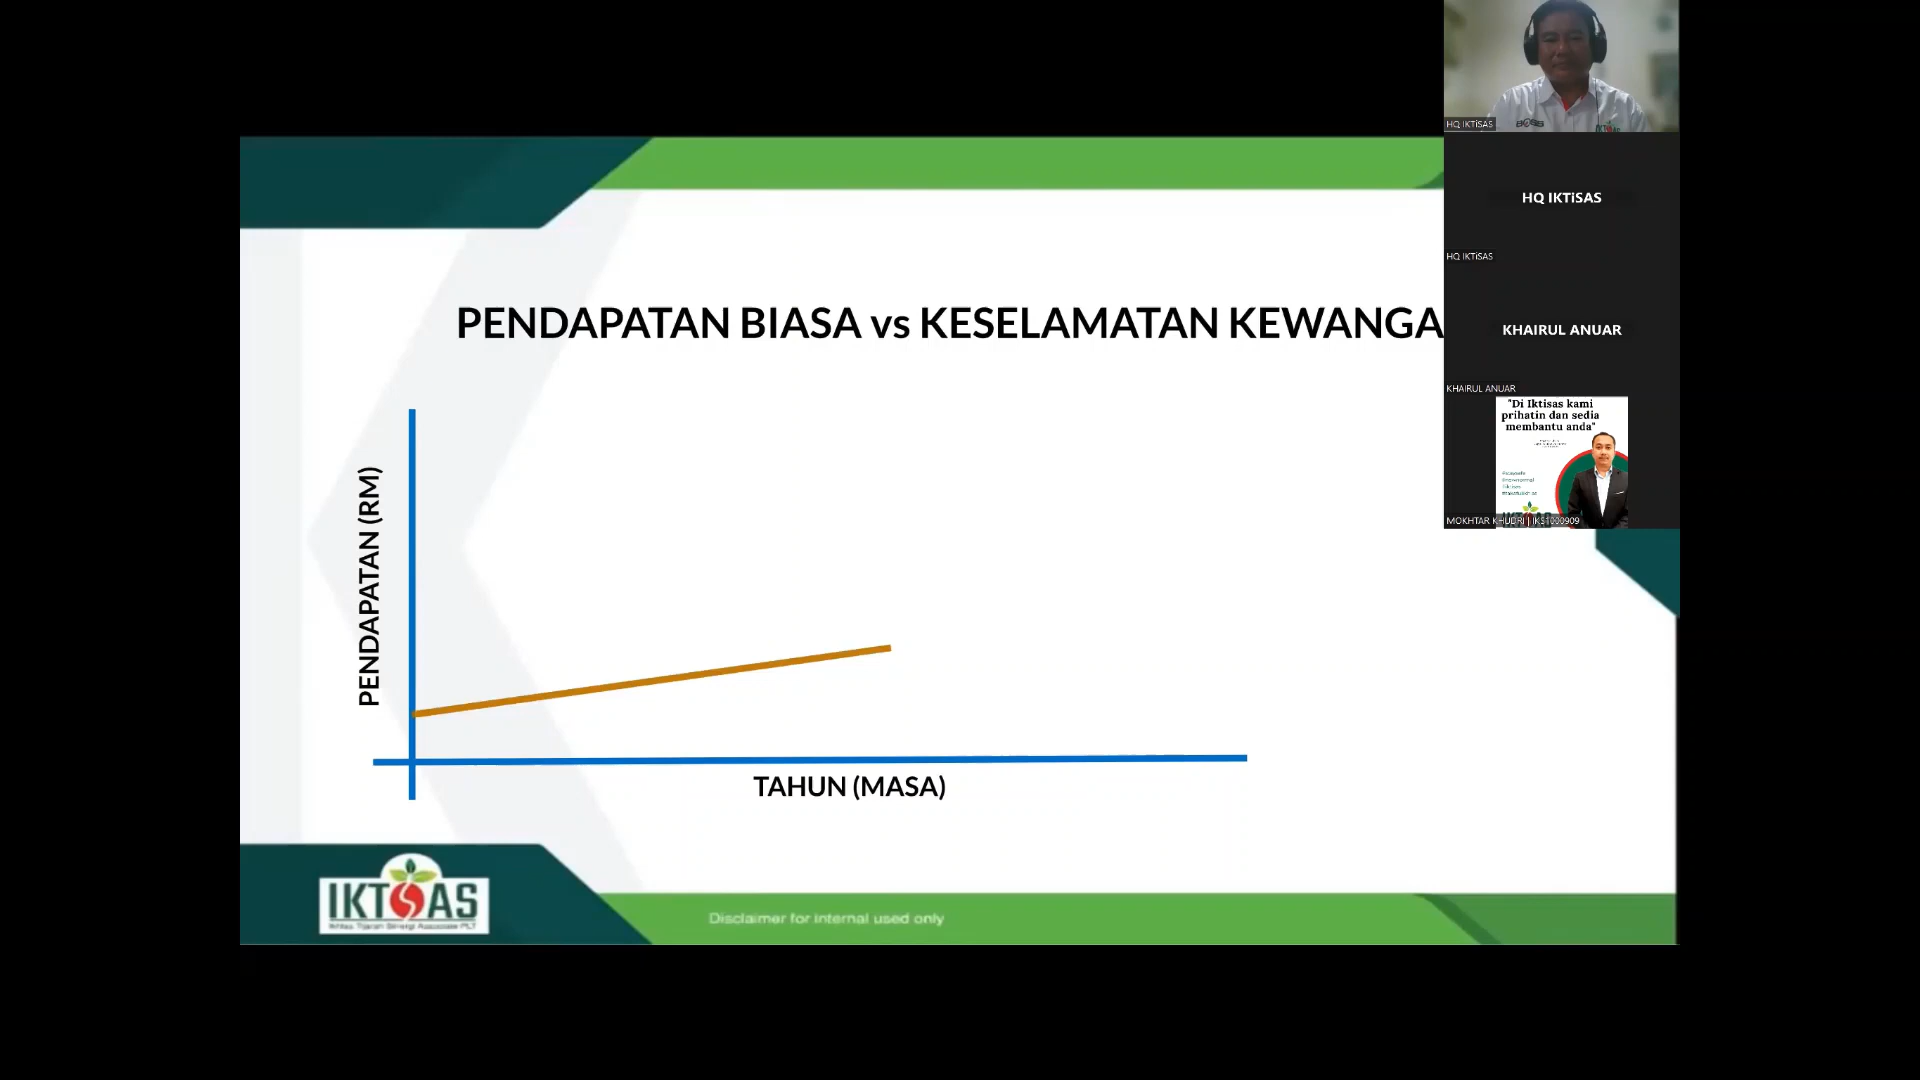 HQ IKTiSAS
HQ IKTiSAS
HQ IKTiSAS
PENDAPATAN BIASA vs KESELAMATAN KEWANGA
KHAIRUL ANUAR
KHAIRUL ANUAR
"Di Iktisas kami
prihatin dan sedia
membantu anda"
MOKHTAR KHUDRI | IKS1000909
PENDAPATAN (RM)
TAHUN (MASA)
IKTSAS
Disclaimer for internal used only